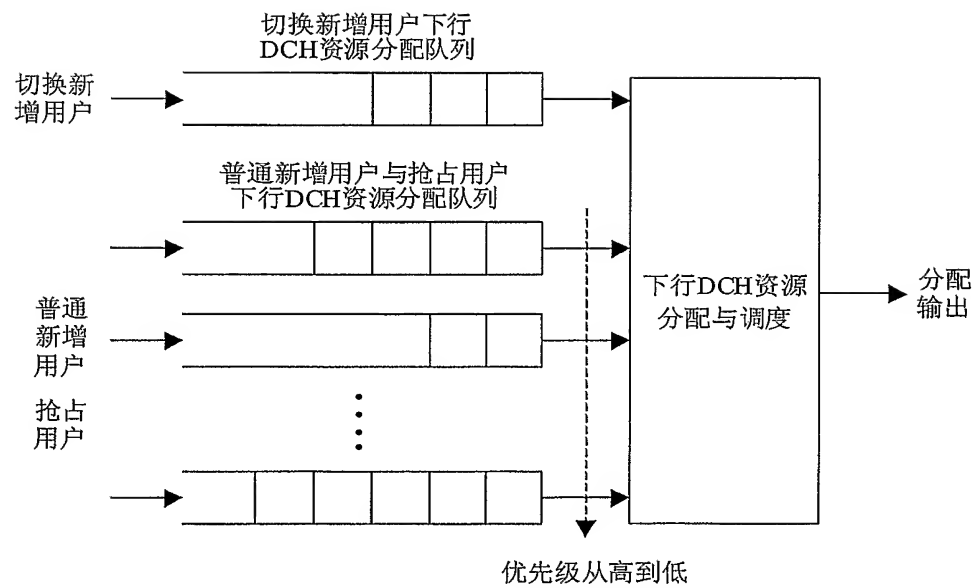 切换新增用户下行
DCH资源分配队列
切换新
增用户
普通新增用户与抢占用户
下行DCH资源分配队列
普通
新增
用户
抢占
用户
下行DCH资源
分配与调度
分配
输出
优先级从高到低